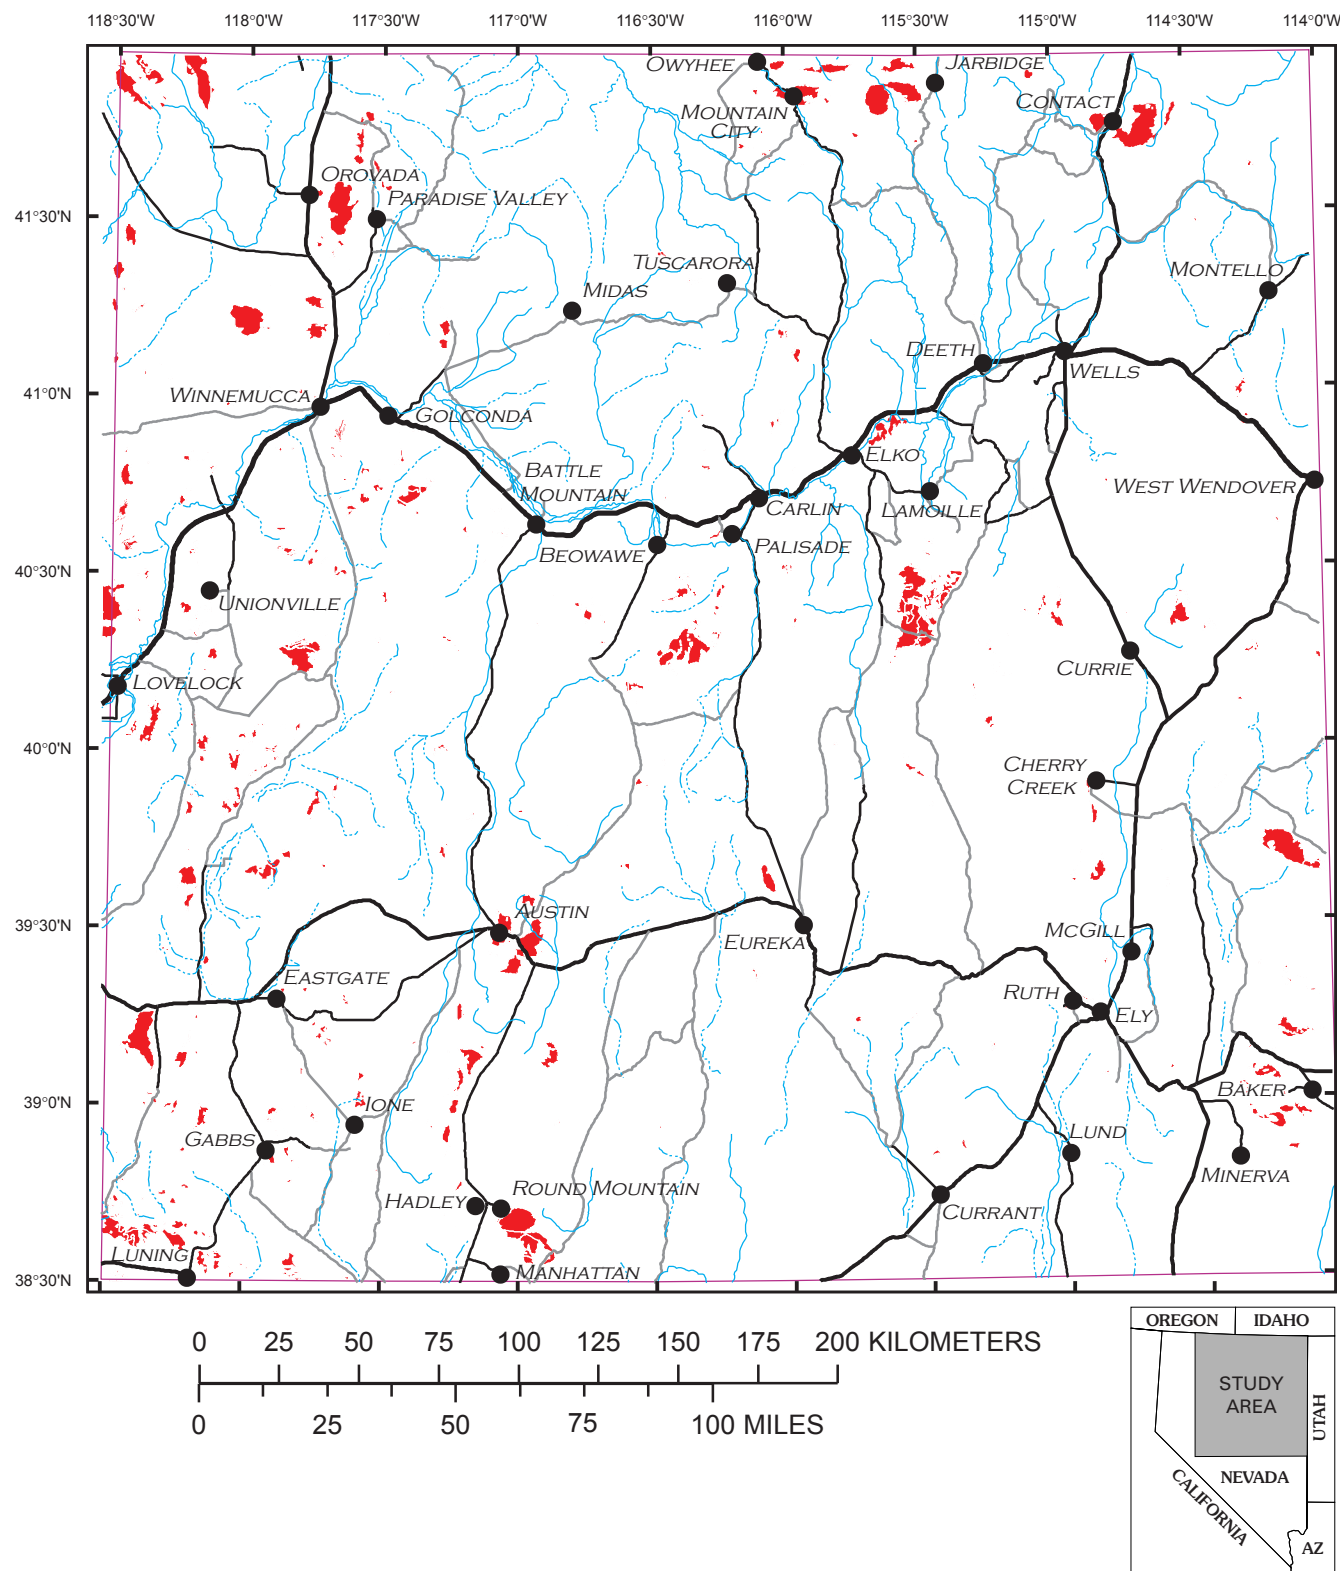 118°30'W 118°0'W 117°30'W 117°0'W 116°30'W 116°0'W 115°30'W 115°0'W 114°30'W 114°0'W
OWYHEE
JARBIDGE
MOUNTAIN
CITY
CONTACT
OROVADA
PARADISE VALLEY
41°30'N
TUSCARORA
MIDAS
MONTELLO
DEETH
WELLS
41°0'N
WINNEMUCCA
GOLCONDA
ELKO
BATTLE
MOUNTAIN
WEST WENDOVER
CARLIN
LAMOILLE
BEOWAWE
PALISADE
40°30'N
UNIONVILLE
CURRIE
LOVELOCK
40°0'N
CHERRY
CREEK
AUSTIN
39°30'N
EUREKA
MCGILL
EASTGATE
RUTH
ELY
BAKER
39°0'N
IONE
GABBS
LUND
MINERVA
HADLEY
ROUND MOUNTAIN
CURRANT
LUNING
MANHATTAN
38°30'N
0 25 50 75 100 125 150 175 200 KILOMETERS
0 25 50 75 100 MILES
OREGON IDAHO
STUDY
AREA
UTAH
NEVADA
CALIFORNIA
AZ